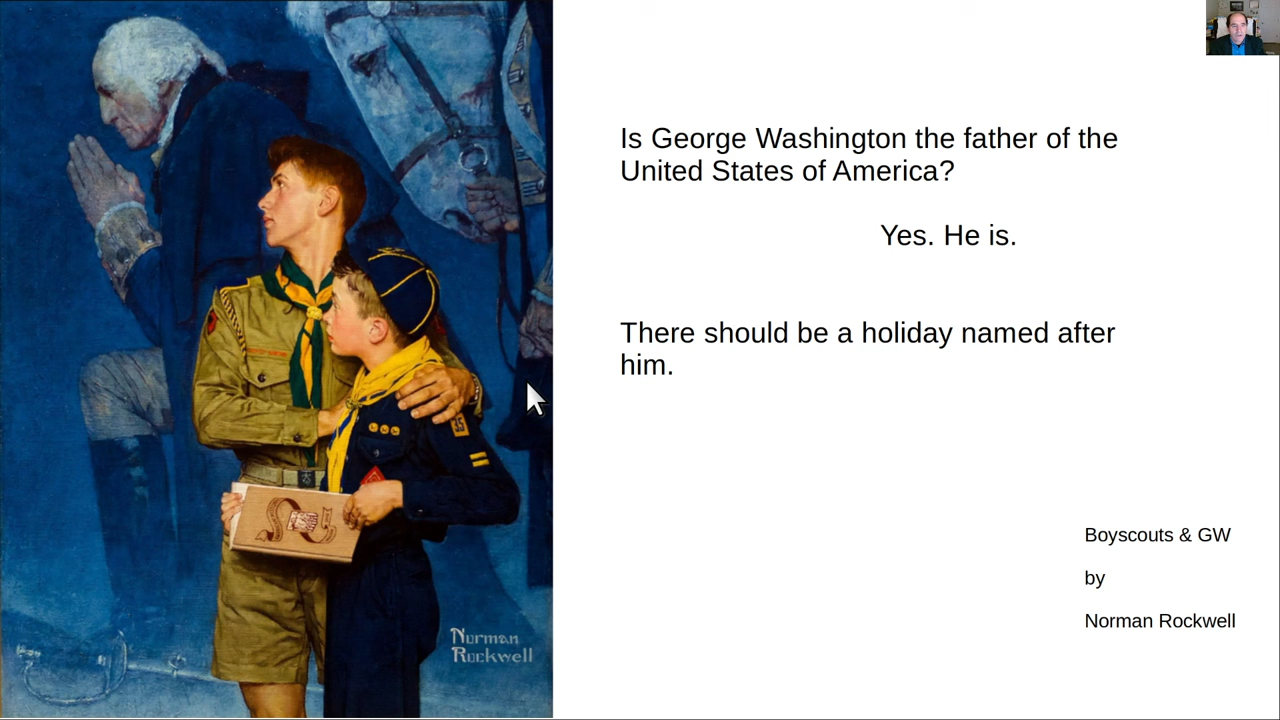 Is George Washington the father of the
United States of America?
Yes. He is.
There should be a holiday named after
him.
Boyscouts & GW
by
Norman Rockwell
35
Norman
Rockwell